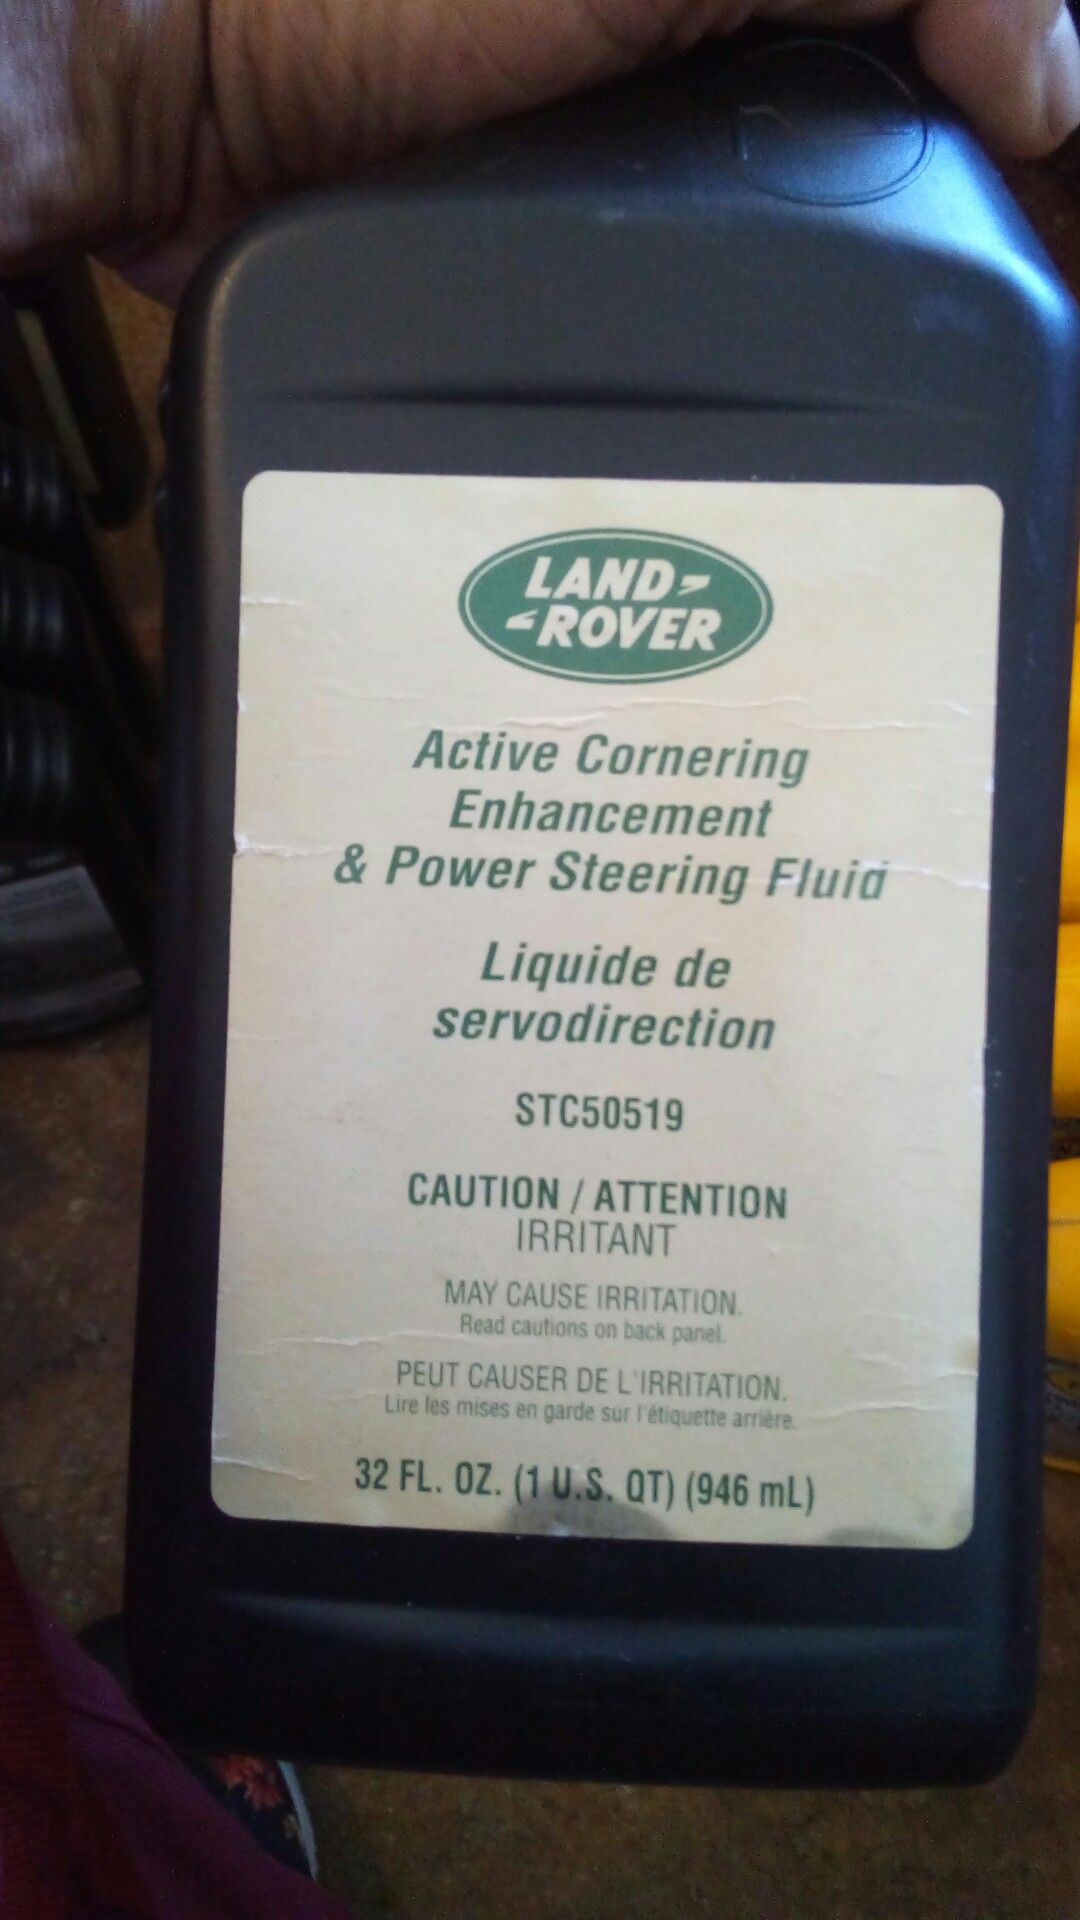 LAND
ROVER
Active Cornering
Enhancement
& Power Steering Fluid
Liquide de
servodirection
STC50519
CAUTION / ATTENTION
IRRITANT
MAY CAUSE IRRITATION.
Read cautions on back panel.
PEUT CAUSER DE L'IRRITATION.
Lire les mises en garde sur l'étiquette arrière.
32 FL. OZ. (1 U.S. QT) (946 mL)